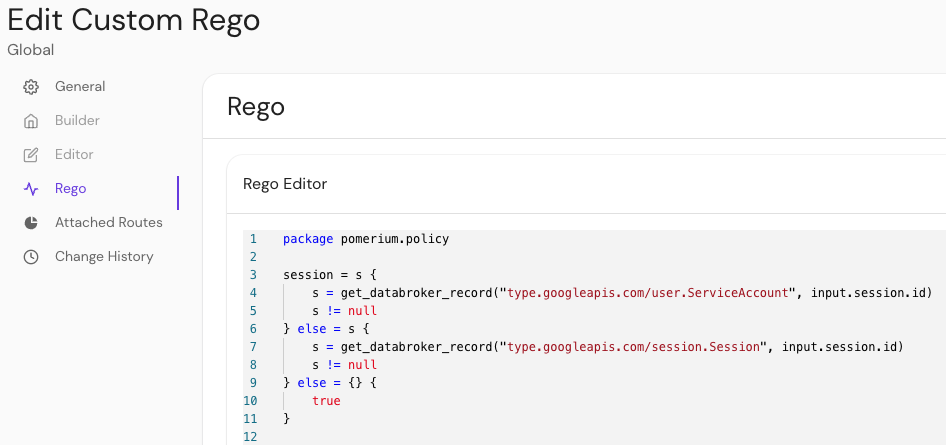 Edit Custom Rego
Global
General
Builder
Editor
Rego
Attached Routes
Change History
Rego
Rego Editor
1 package pomerium.policy
2
3 session = s {
4     s = get_databroker_record("type.googleapis.com/user.ServiceAccount", input.session.id)
5     s != null
6 } else = s {
7     s = get_databroker_record("type.googleapis.com/session.Session", input.session.id)
8     s != null
9 } else = {} {
10     true
11 }
12